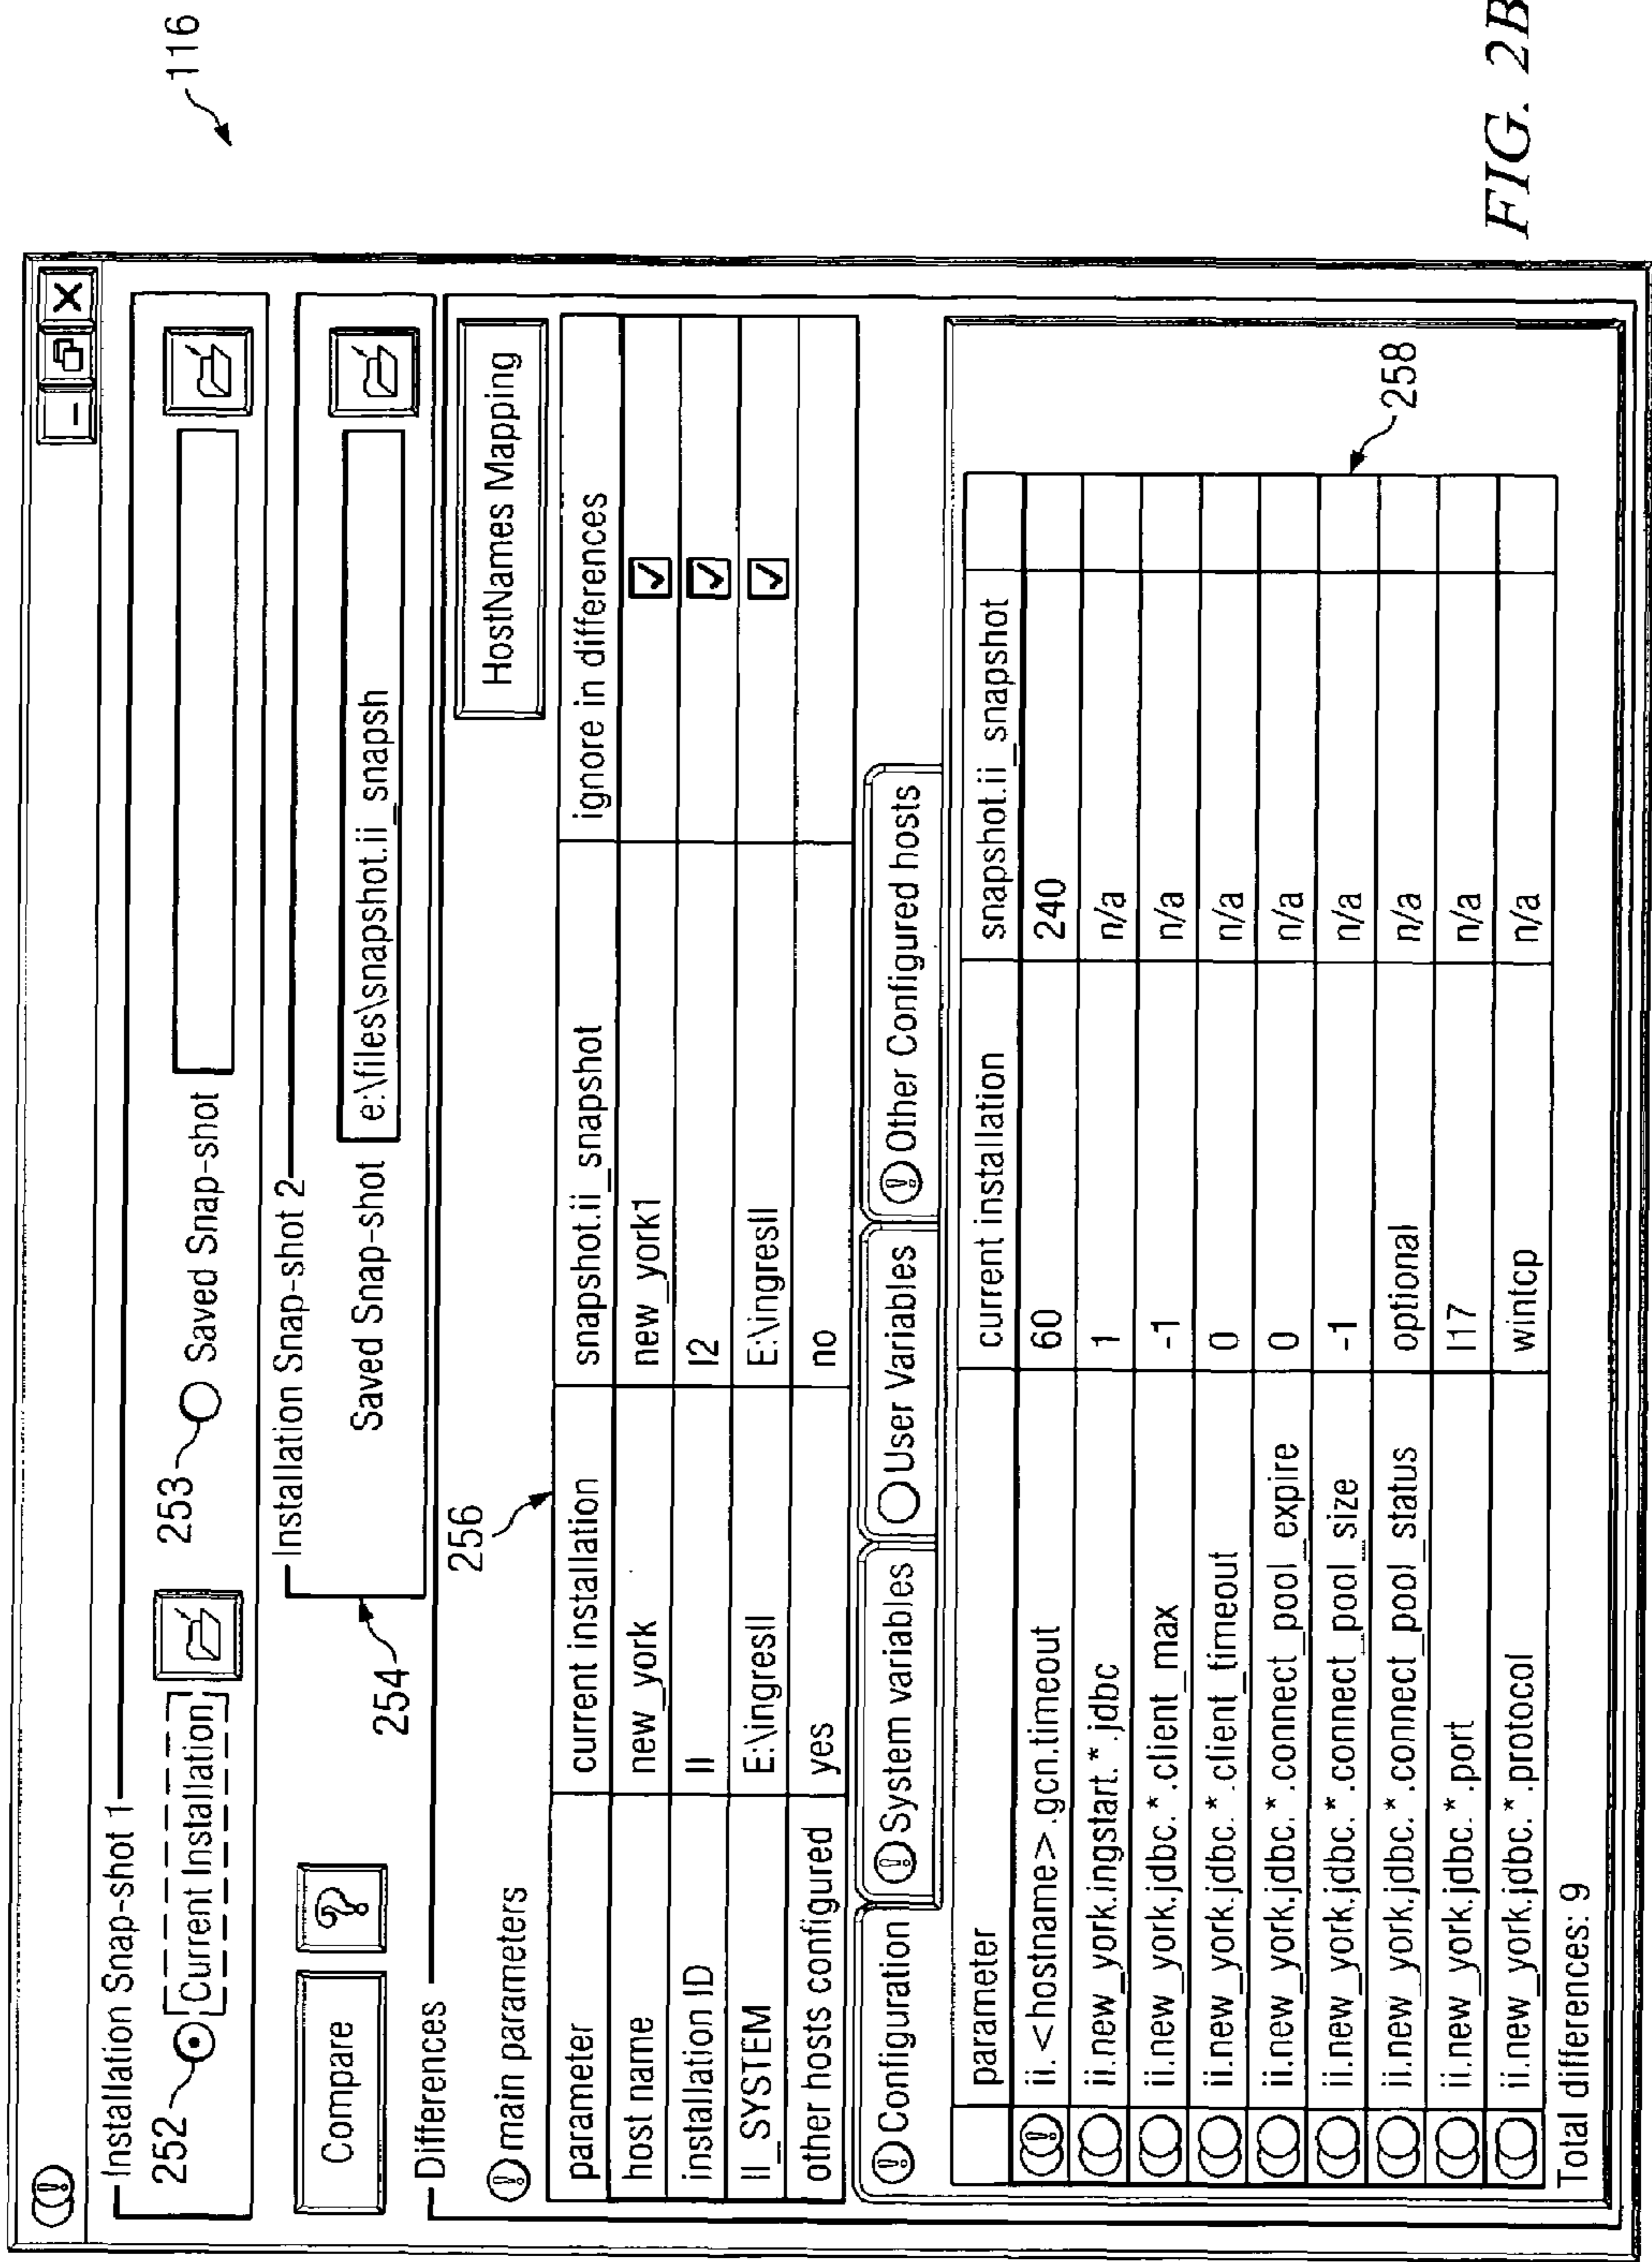 116
Installation Snap-shot 1
252
Current Installation
253
Saved Snap-shot
Compare
?
254
Installation Snap-shot 2
Saved Snap-shot
e:\files\snapshot.ii_snapsh
Differences
256
HostNames Mapping
main parameters
parameter current installation snapshot.ii_snapshot ignore in differences
host name new_york new_york1
installation ID II I2
II_SYSTEM E:\ingresII E:\ingresII
other hosts configured yes no
Configuration System variables User Variables Other Configured hosts
parameter current installation snapshot.ii_snapshot
ii.<hostname>.gcn.timeout 60 240
ii.new_york.ingstart.*.jdbc 1 n/a
ii.new_york.jdbc.*.client_max -1 n/a
ii.new_york.jdbc.*.client_timeout 0 n/a
ii.new_york.jdbc.*.connect_pool_expire 0 n/a
ii.new_york.jdbc.*.connect_pool_size -1 n/a
ii.new_york.jdbc.*.connect_pool_status optional n/a
ii.new_york.jdbc.*.port I17 n/a
ii.new_york.jdbc.*.protocol wintcp n/a
258
Total differences: 9
FIG. 2B